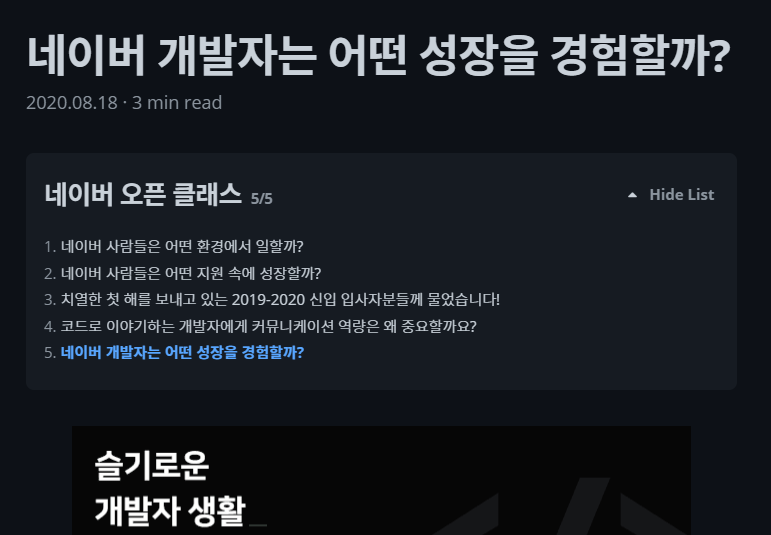 네이버 개발자는 어떤 성장을 경험할까?
2020.08.18 · 3 min read
네이버 오픈 클래스 5/5
Hide List
1. 네이버 사람들은 어떤 환경에서 일할까?
2. 네이버 사람들은 어떤 지원 속에 성장할까?
3. 치열한 첫 해를 보내고 있는 2019-2020 신입 입사자분들께 물었습니다!
4. 코드로 이야기하는 개발자에게 커뮤니케이션 역량은 왜 중요할까요?
5. 네이버 개발자는 어떤 성장을 경험할까?
슬기로운
개발자 생활_